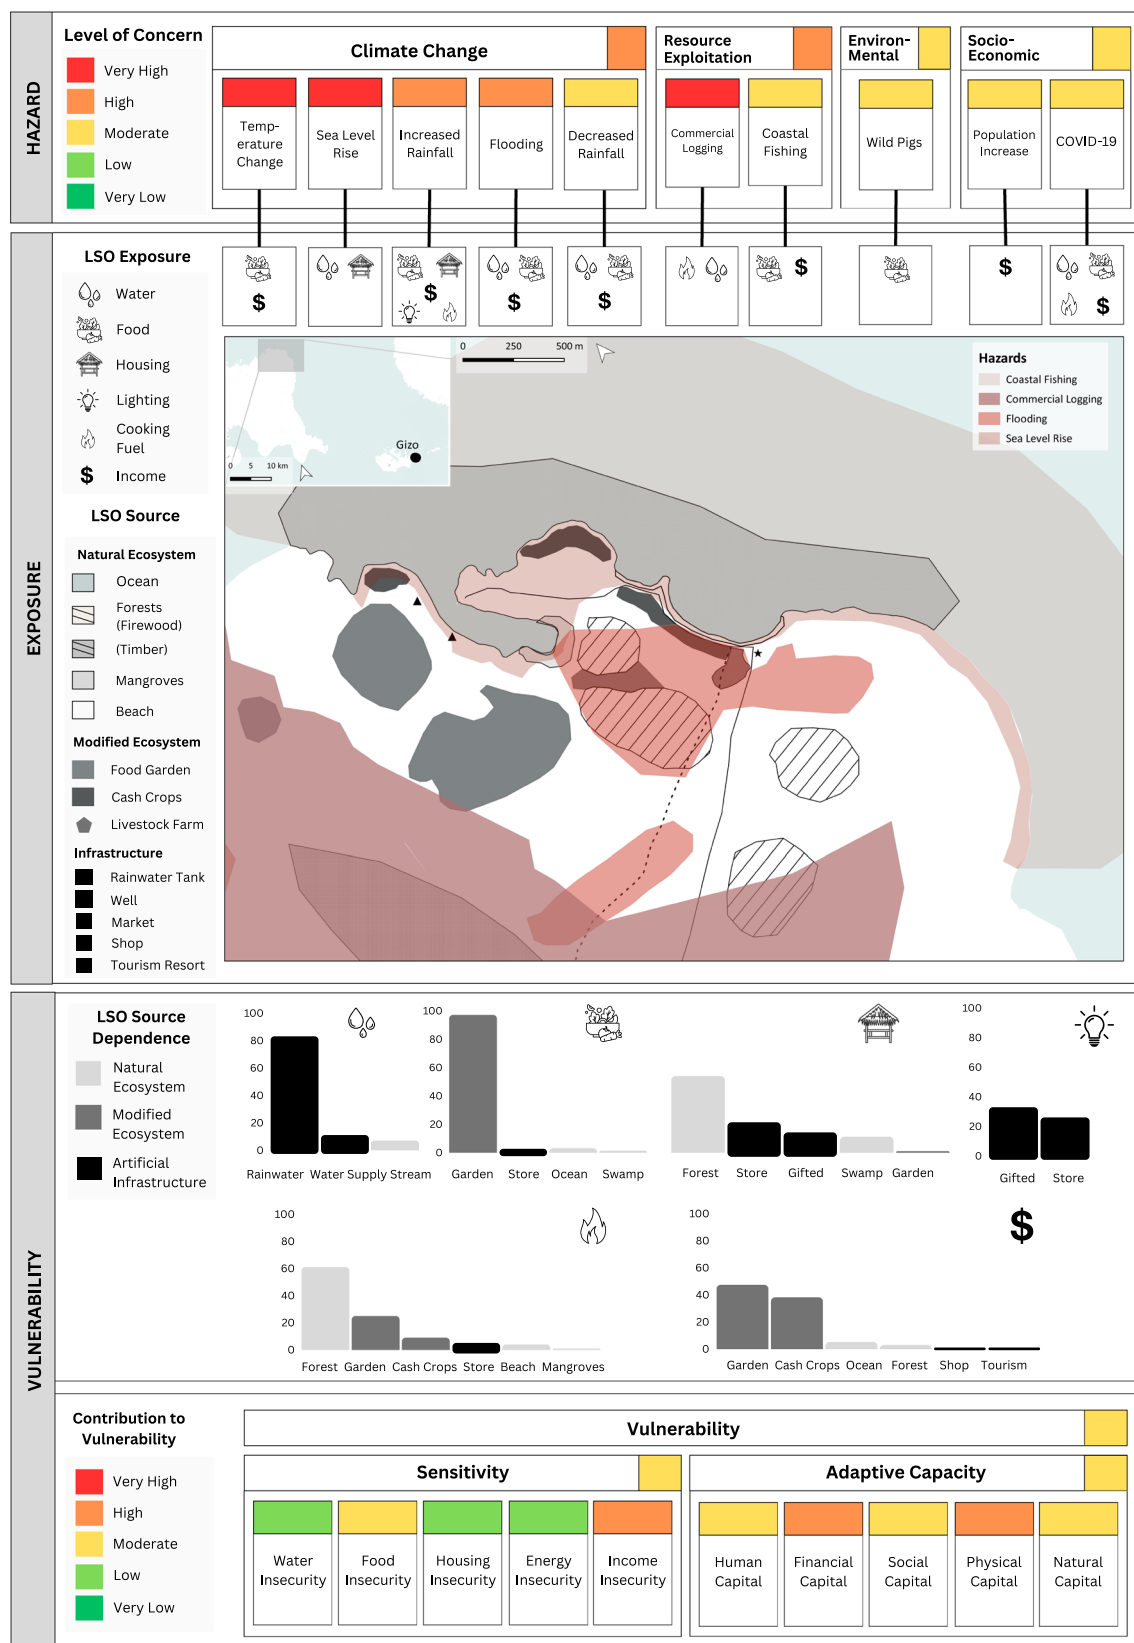 HAZARD
Level of Concern
Very High
High
Moderate
Low
Very Low
Climate Change
Temp-
erature
Change
Sea Level
Rise
Increased
Rainfall
Flooding
Decreased
Rainfall
Resource
Exploitation
Commercial
Logging
Coastal
Fishing
Environ-
Mental
Wild Pigs
Socio-
Economic
Population
Increase
COVID-19
EXPOSURE
LSO Exposure
Water
Food
Housing
Lighting
Cooking
Fuel
$ Income
$
$
$
$
$
$
$
LSO Source
Natural Ecosystem
Ocean
Forests
(Firewood)
(Timber)
Mangroves
Beach
Modified Ecosystem
Food Garden
Cash Crops
Livestock Farm
Infrastructure
Rainwater Tank
Well
Market
Shop
Tourism Resort
0 250 500 m
Gizo
0 5 10 km
Hazards
Coastal Fishing
Commercial Logging
Flooding
Sea Level Rise
VULNERABILITY
LSO Source
Dependence
Natural
Ecosystem
Modified
Ecosystem
Artificial
Infrastructure
100
80
60
40
20
0
Rainwater Water Supply Stream
100
80
60
40
20
0
Garden Store Ocean Swamp
Forest Store Gifted Swamp Garden
100
80
60
40
20
0
Gifted Store
100
80
60
40
20
0
Forest Garden Cash Crops Store Beach Mangroves
$
100
80
60
40
20
0
Garden Cash Crops Ocean Forest Shop Tourism
Contribution to
Vulnerability
Very High
High
Moderate
Low
Very Low
Vulnerability
Sensitivity
Water
Insecurity
Food
Insecurity
Housing
Insecurity
Energy
Insecurity
Income
Insecurity
Adaptive Capacity
Human
Capital
Financial
Capital
Social
Capital
Physical
Capital
Natural
Capital